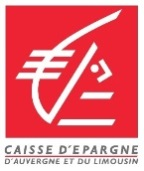 CAISSE D'EPARGNE
D'AUVERGNE ET DU LIMOUSIN